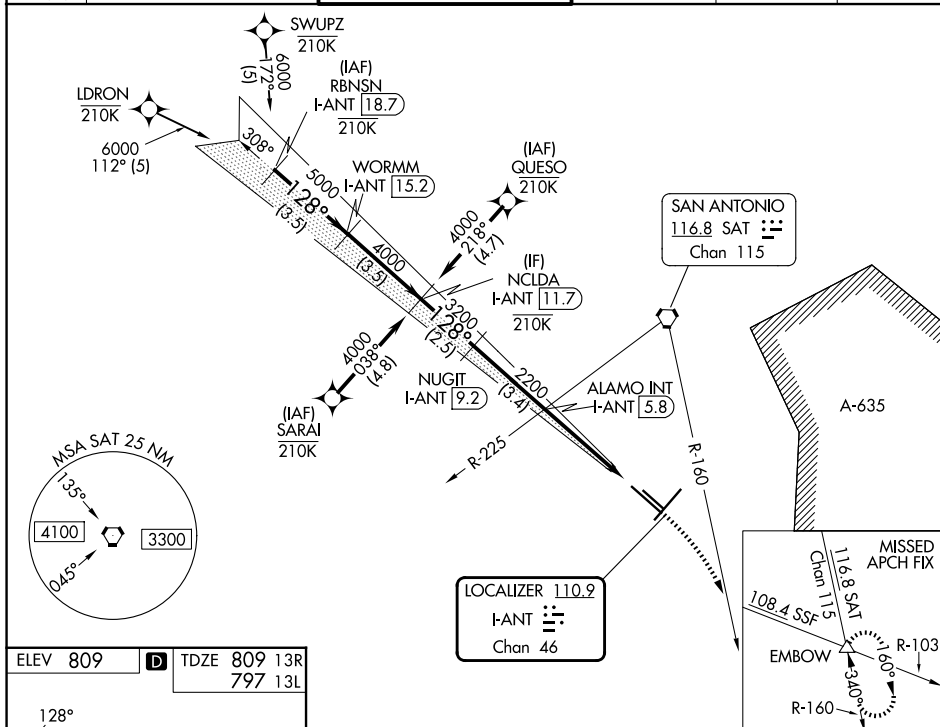 SWUPZ
210K
6000
172°
(5)
LDRON
210K
6000
112° (5)
(IAF)
RBNSN
I-ANT 18.7
210K
308°
128°
5000
(3.5)
WORMM
I-ANT 15.2
4000
(3.5)
(IAF)
QUESO
210K
4000
218°
(4.7)
(IF)
NCLDA
I-ANT 11.7
210K
3200
128°
(2.5)
SAN ANTONIO
116.8 SAT
Chan 115
4000
038°
(4.8)
(IAF)
SARAI
210K
NUGIT
I-ANT 9.2
2200
(3.4)
ALAMO INT
I-ANT 5.8
A-635
R-225
R-160
MSA SAT 25 NM
135°
4100
3300
045°
LOCALIZER 110.9
I-ANT
Chan 46
MISSED
APCH FIX
116.8 SAT
Chan 115
108.4 SSF
EMBOW
R-103
160°
340°
R-160
ELEV 809
D
TDZE 809 13R
797 13L
128°